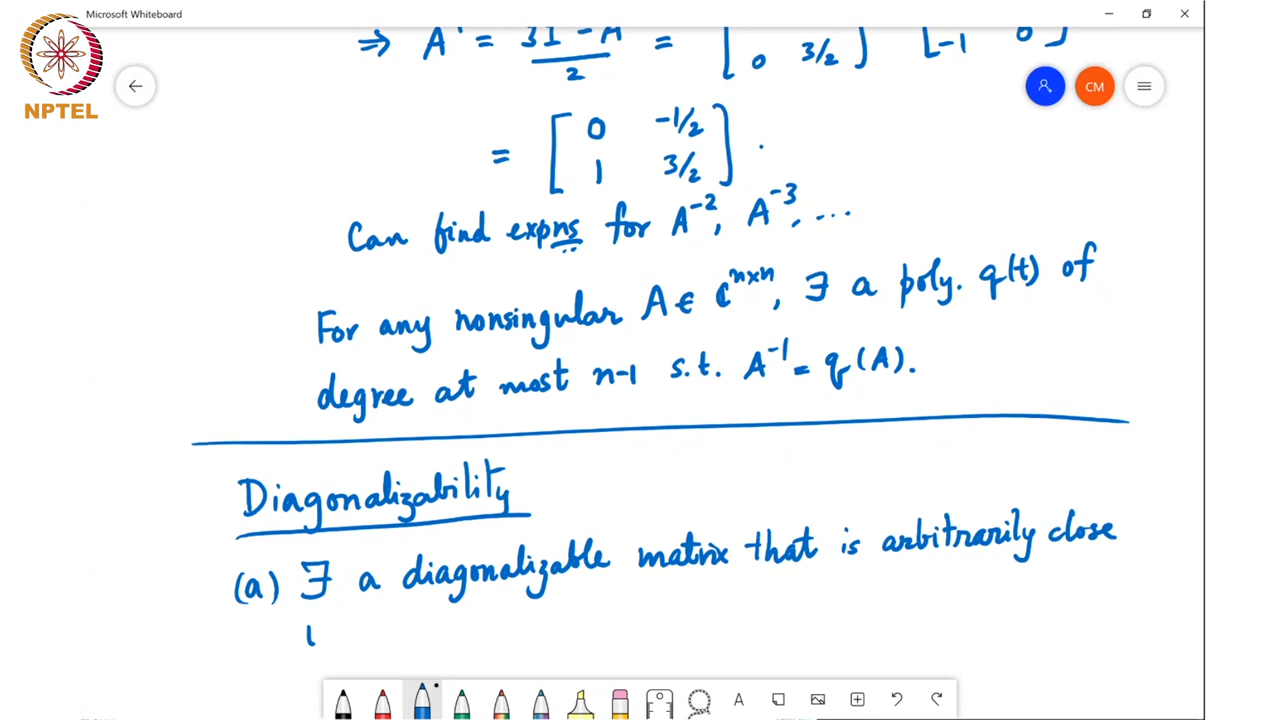 Microsoft Whiteboard
NPTEL
CM
⇒ A = 3I - A / 2 = [ 0 3/2 ] [ -1 0 ]
= [ 0 -1/2
1 3/2 ] .
Can find expns for A⁻², A⁻³, ...
For any nonsingular A ∈ ℂⁿˣⁿ, ∃ a poly. q(t) of
degree at most n-1 s.t. A⁻¹ = q(A).
Diagonalizability
(a) ∃ a diagonalizable matrix that is arbitrarily close
A